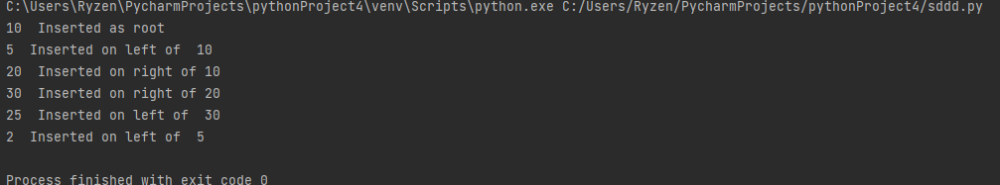 C:\Users\Ryzen\PycharmProjects\pythonProject4\venv\Scripts\python.exe C:/Users/Ryzen/PycharmProjects/pythonProject4/sddd.py
10  Inserted as root
5  Inserted on left of  10
20  Inserted on right of 10
30  Inserted on right of 20
25  Inserted on left of  30
2  Inserted on left of  5
Process finished with exit code 0